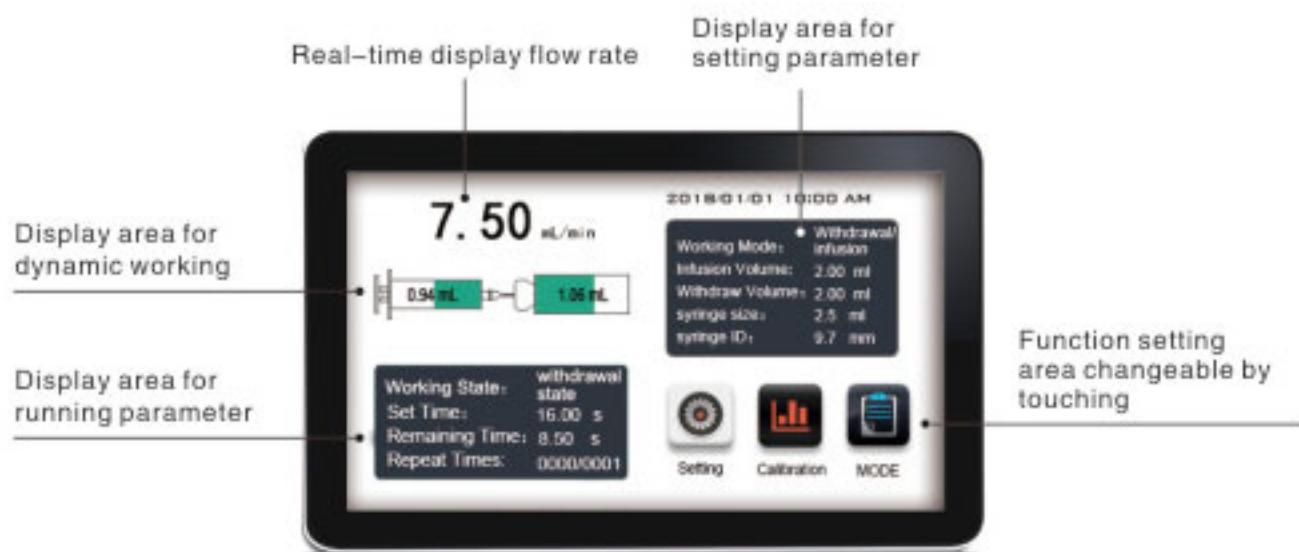 Real-time display flow rate
Display area for
setting parameter
Display area for
dynamic working
Display area for
running parameter
Function setting
area changeable by
touching
7.50 mL/min
0.94 mL
1.06 mL
2018/01/01 10:00 AM
Working Mode: Withdrawal/
infusion
Infusion Volume: 2.00 ml
Withdraw Volume: 2.00 ml
syringe size: 2.5 ml
syringe ID: 9.7 mm
Working State: withdrawal
state
Set Time: 16.00 s
Remaining Time: 8.50 s
Repeat Times: 0000/0001
Setting
Calibration
MODE